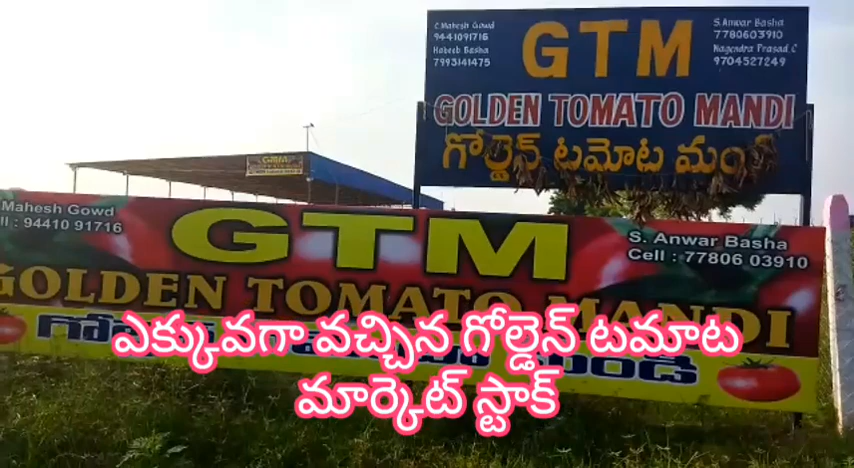 C Mahesh Gowd
9441091716
Habeeb Basha
7993141475
GTM
S.Anwar Basha
7780603910
Nagendra Prasad.C
9704527249
GOLDEN TOMATO MANDI
గోల్డెన్ టమోటో మండి
GTM
Mahesh Gowd
: 94410 91716
GTM
S. Anwar Basha
Cell : 77806 03910
GOLDEN TOMATO MANDI
ఎక్కువగా వచ్చిన గోల్డెన్ టమాట
మార్కెట్ స్టాక్